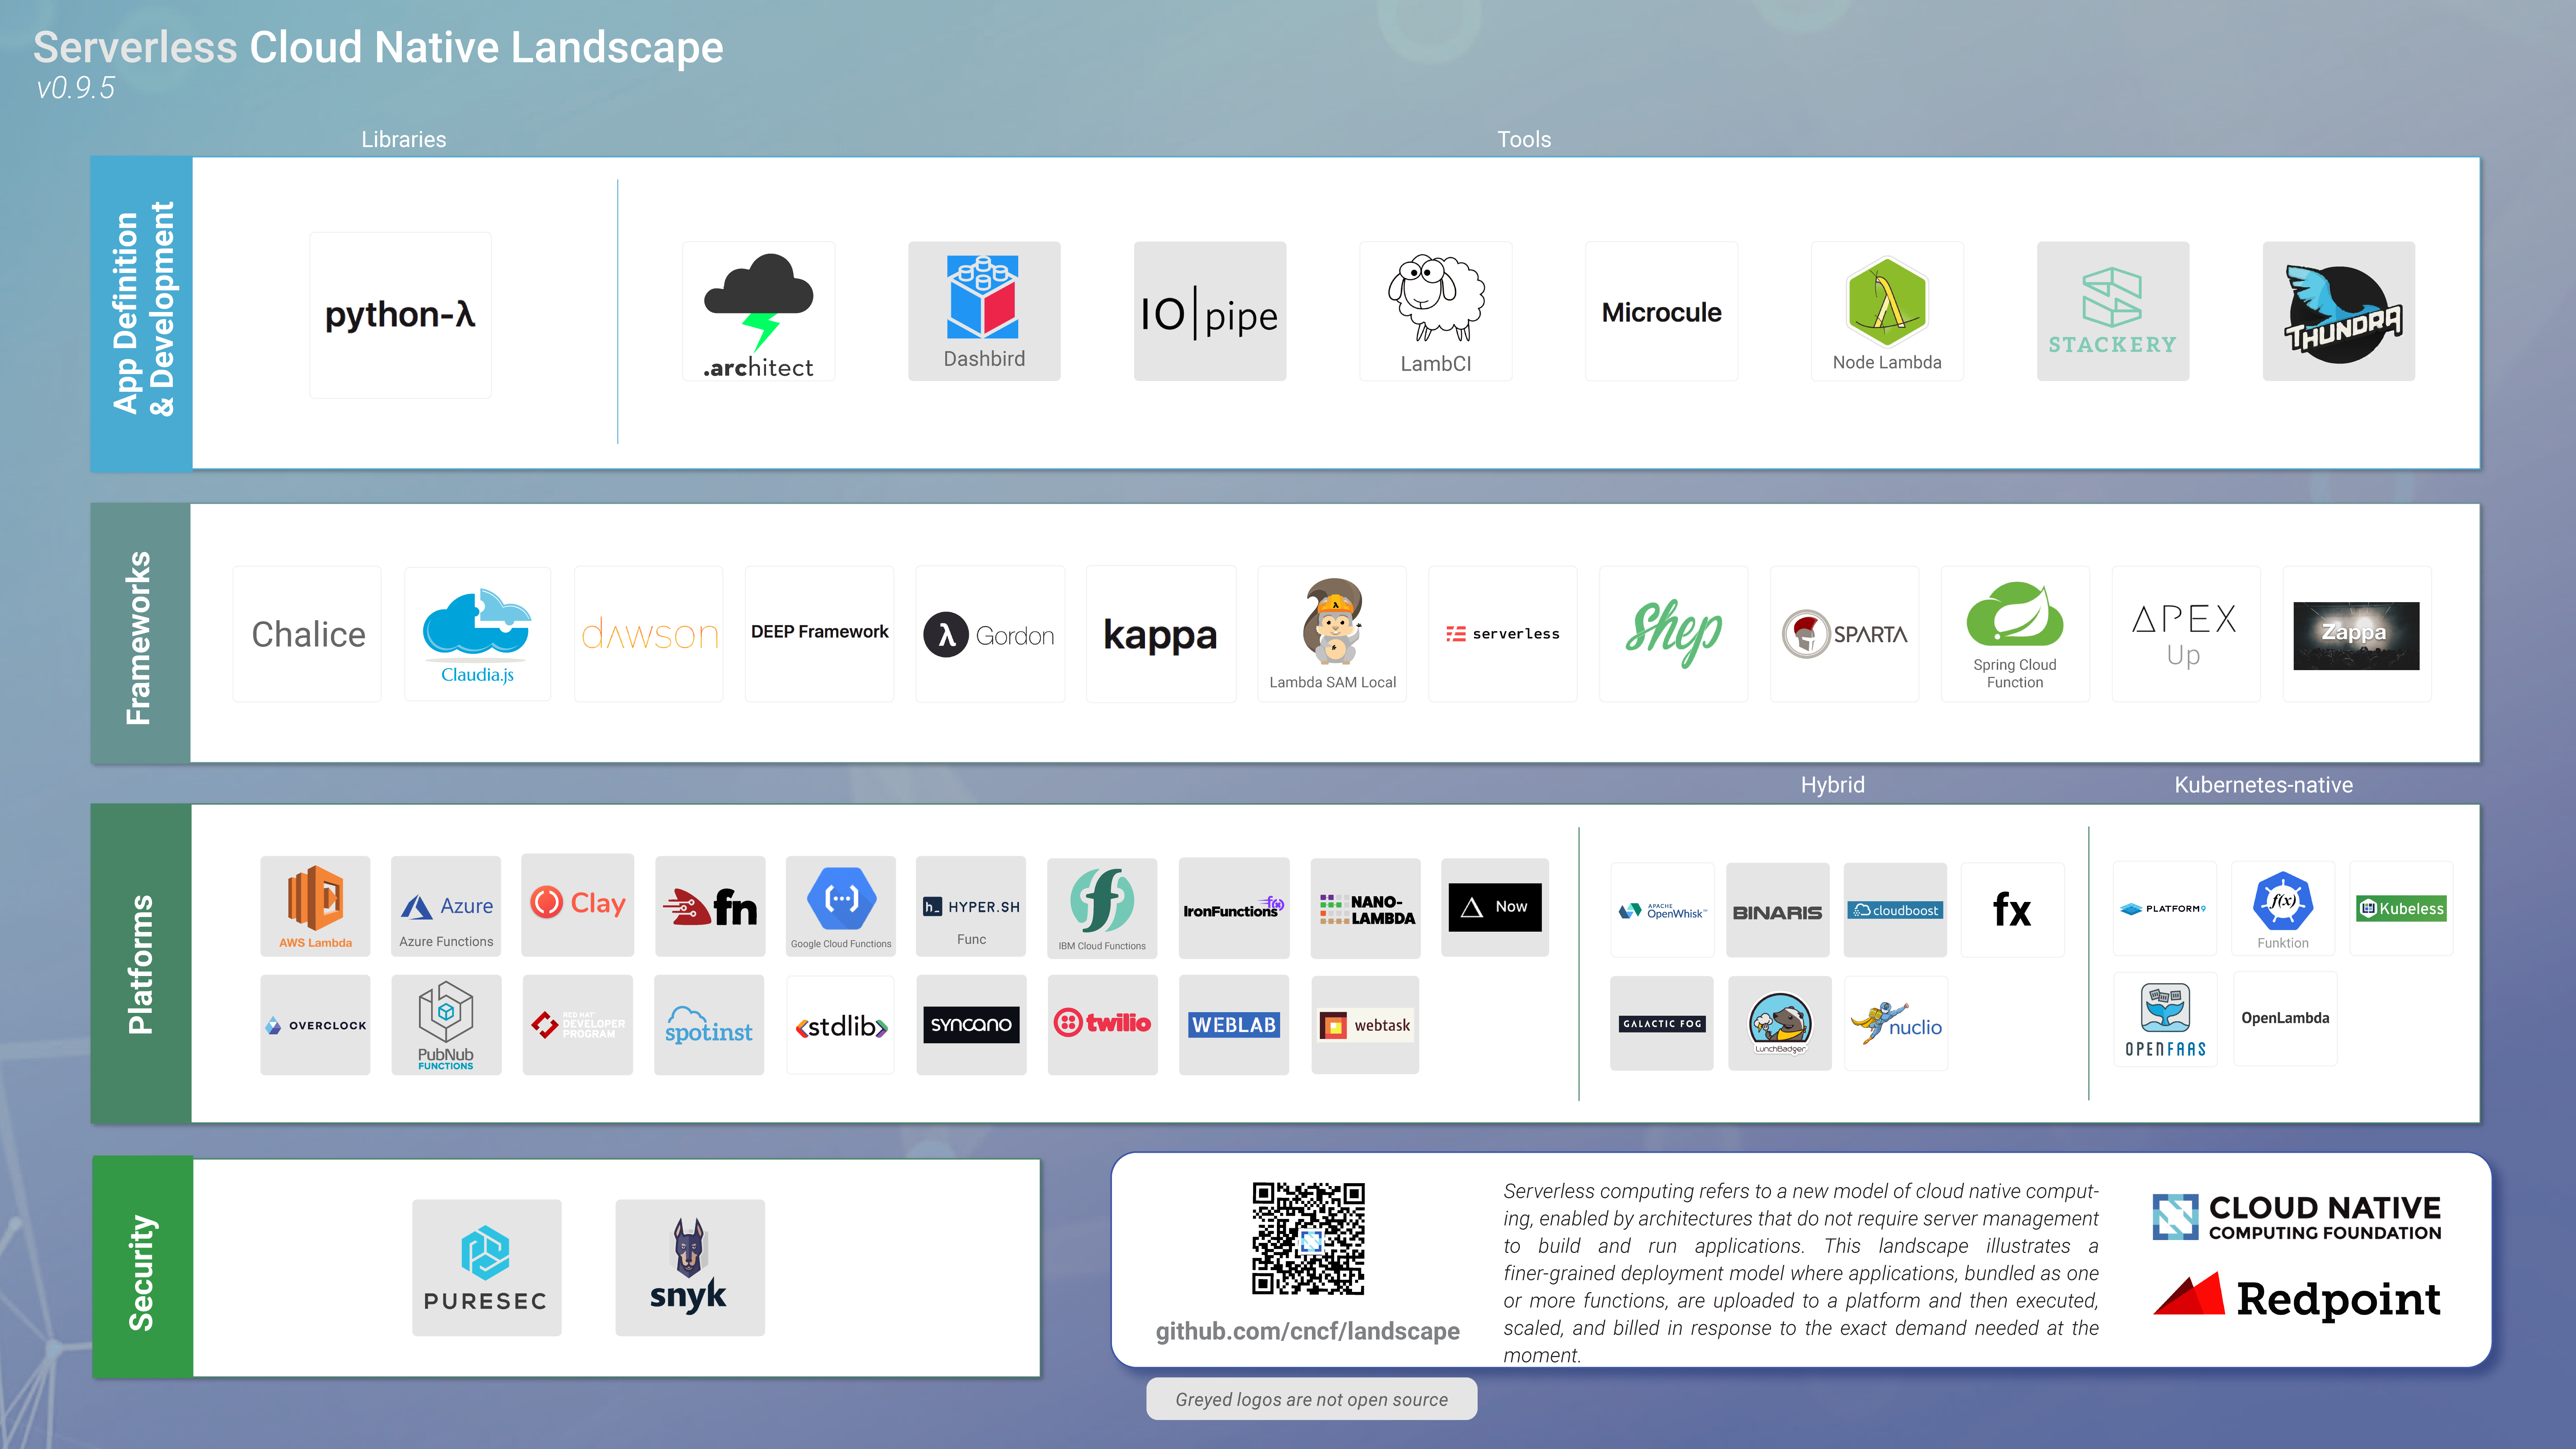 Serverless Cloud Native Landscape
v0.9.5
Libraries
Tools
App Definition
& Development
python-λ
.architect
Dashbird
IO|pipe
LambCI
Microcule
Node Lambda
STACKERY
THUNDRA
Frameworks
Chalice
Claudia.js
dAWSon
DEEP Framework
λ Gordon
kappa
Lambda SAM Local
serverless
Shep
SPARTA
Spring Cloud
Function
APEX
Up
Zappa
Hybrid
Kubernetes-native
Platforms
AWS Lambda
Azure
Azure Functions
Clay
fn
Google Cloud Functions
h_ HYPER.SH
Func
IBM Cloud Functions
IronFunctions f(x)
NANO-
LAMBDA
Now
APACHE
OpenWhisk™
BINARIS
cloudboost
fx
PLATFORM9
f(x)
Funktion
Kubeless
OVERCLOCK
PubNub
FUNCTIONS
RED HAT
DEVELOPER
PROGRAM
spotinst
<stdlib>
SYNCANO
twilio
WEBLAB
webtask
GALACTIC FOG
LunchBadger
nuclio
OPENFAAS
OpenLambda
Security
PURESEC
snyk
github.com/cncf/landscape
Serverless computing refers to a new model of cloud native comput-
ing, enabled by architectures that do not require server management
to build and run applications. This landscape illustrates a
finer-grained deployment model where applications, bundled as one
or more functions, are uploaded to a platform and then executed,
scaled, and billed in response to the exact demand needed at the
moment.
CLOUD NATIVE
COMPUTING FOUNDATION
Redpoint
Greyed logos are not open source